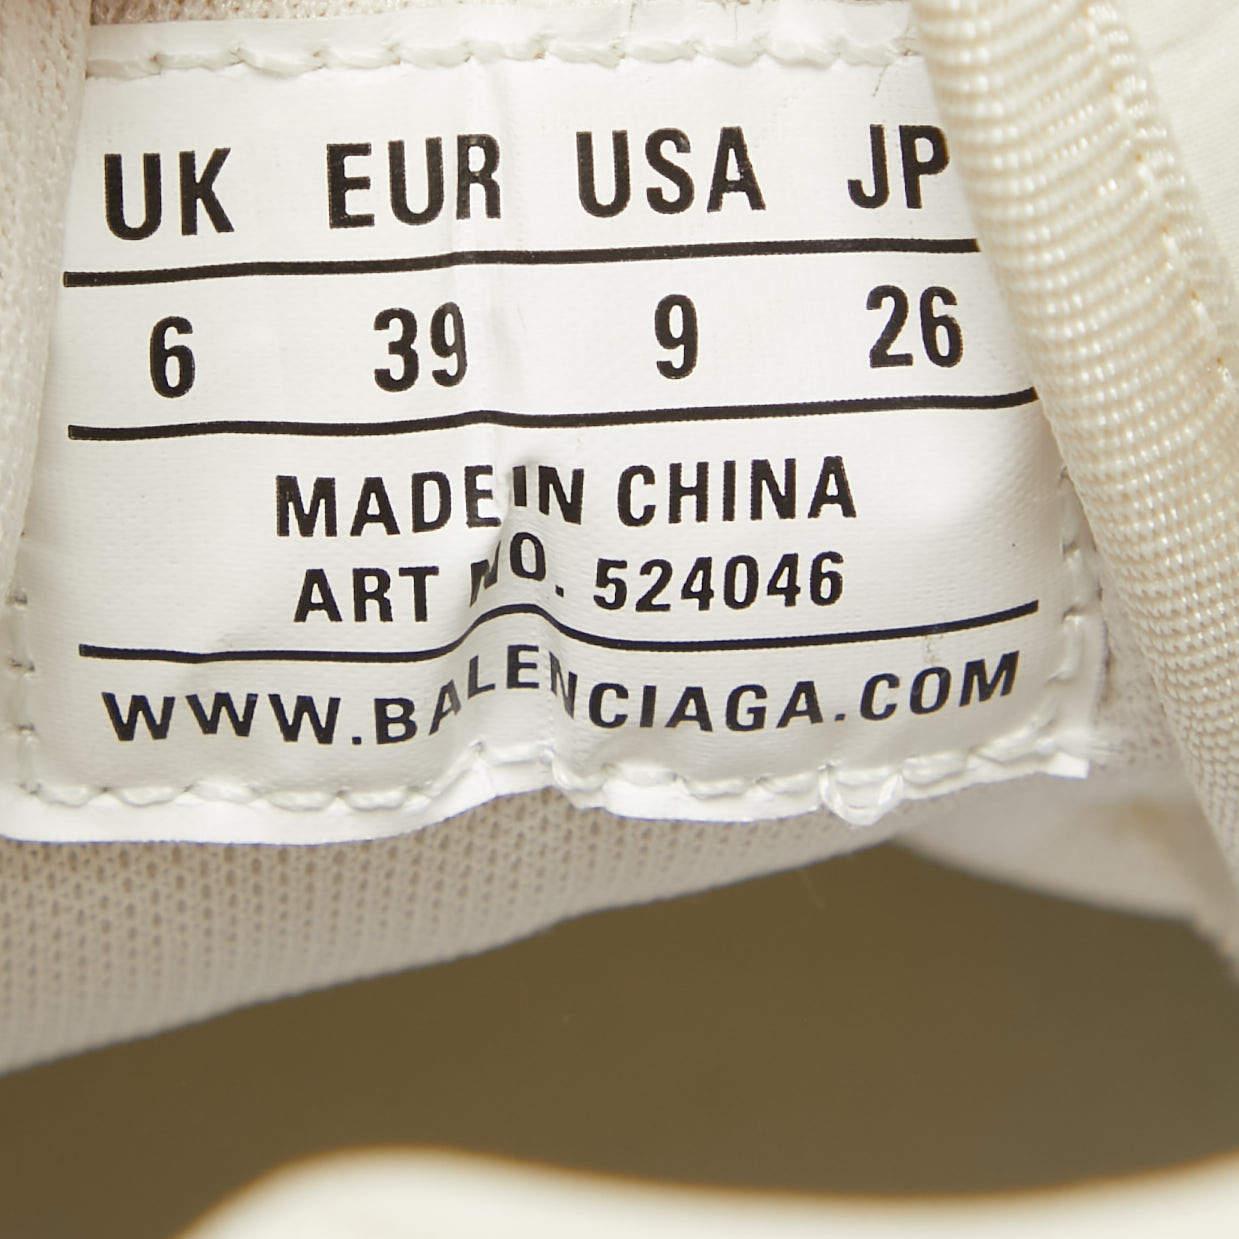 UK EUR USA JP
6 39 9 26
MADE IN CHINA
ART NO. 524046
WWW.BALENCIAGA.COM